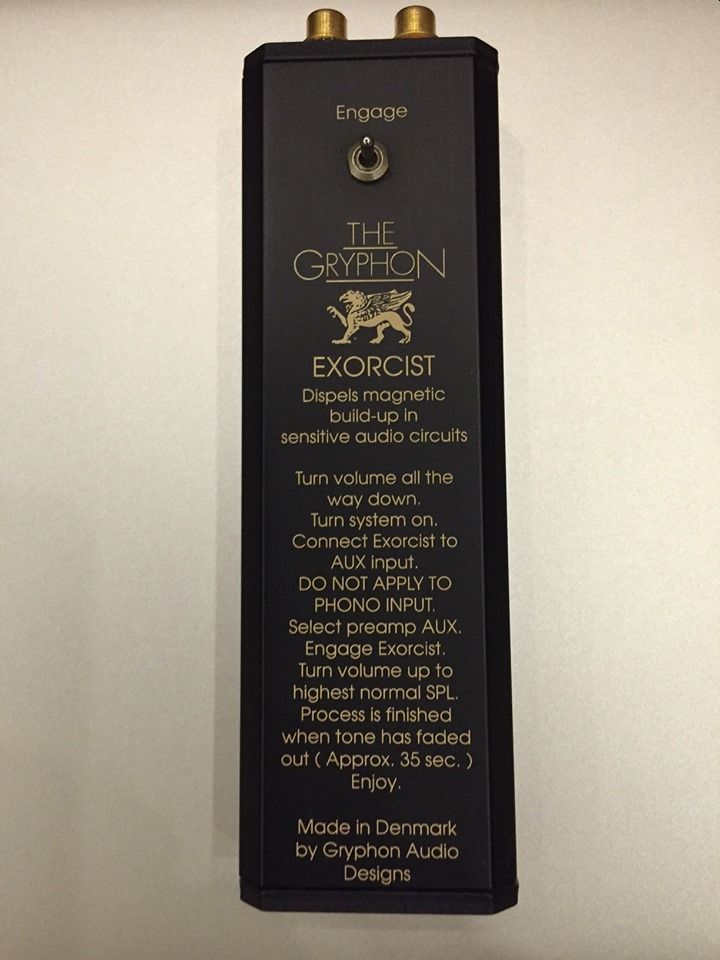 Engage
THE
GRYPHON
EXORCIST
Dispels magnetic
build-up in
sensitive audio circuits
Turn volume all the
way down.
Turn system on.
Connect Exorcist to
AUX input.
DO NOT APPLY TO
PHONO INPUT.
Select preamp AUX.
Engage Exorcist.
Turn volume up to
highest normal SPL.
Process is finished
when tone has faded
out ( Approx. 35 sec. )
Enjoy.
Made in Denmark
by Gryphon Audio
Designs